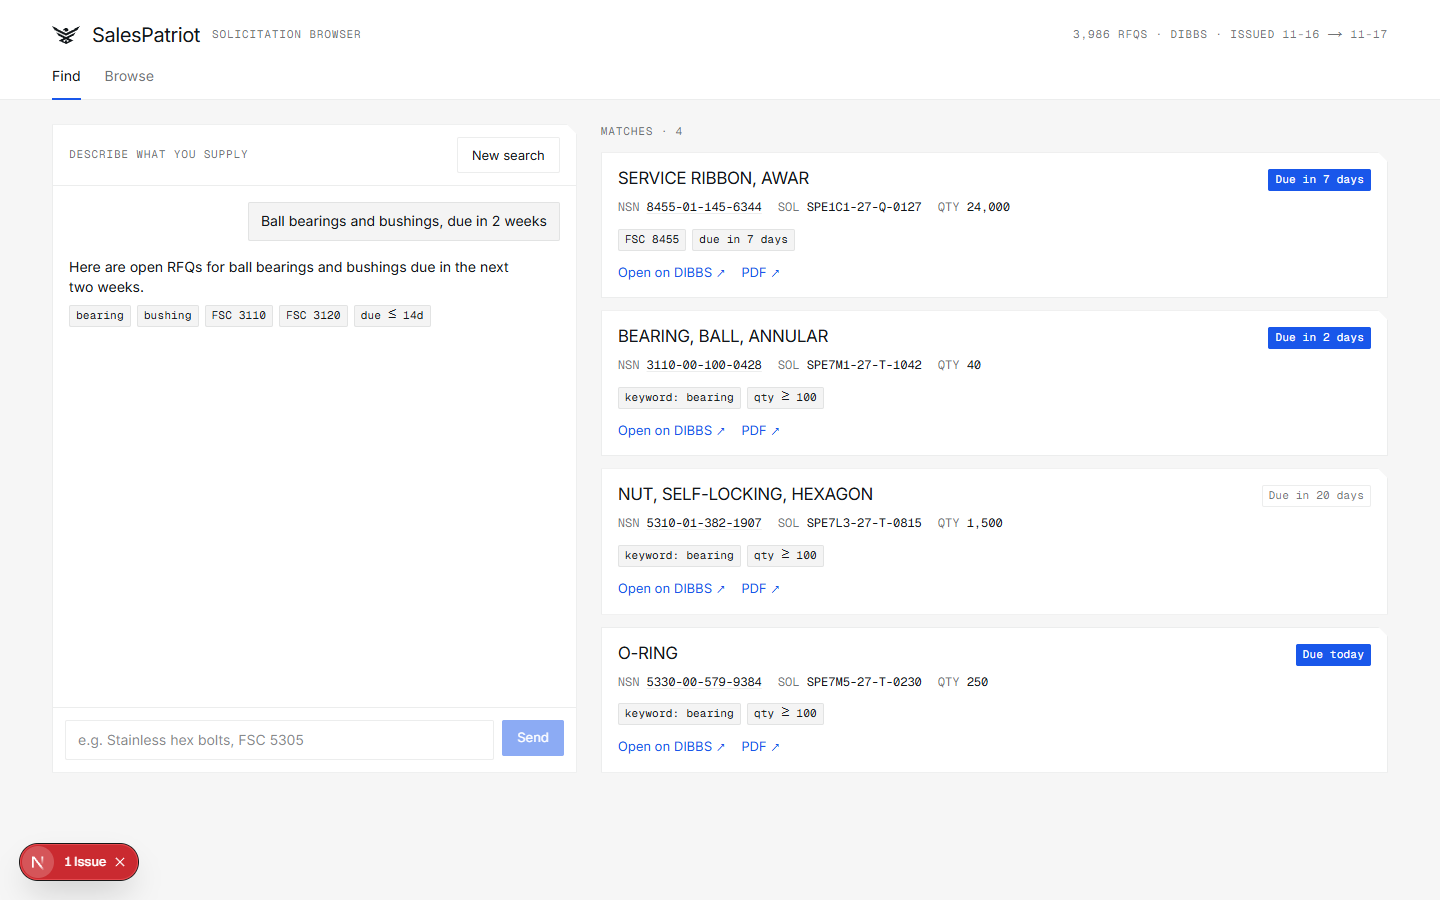 SalesPatriot SOLICITATION BROWSER
3,986 RFQS · DIBBS · ISSUED 11-16 → 11-17
Find Browse
DESCRIBE WHAT YOU SUPPLY
New search
Ball bearings and bushings, due in 2 weeks
Here are open RFQs for ball bearings and bushings due in the next
two weeks.
bearing bushing FSC 3110 FSC 3120 due ≤ 14d
e.g. Stainless hex bolts, FSC 5305
Send
MATCHES · 4
SERVICE RIBBON, AWAR
Due in 7 days
NSN 8455-01-145-6344 SOL SPE1C1-27-Q-0127 QTY 24,000
FSC 8455 due in 7 days
Open on DIBBS ↗ PDF ↗
BEARING, BALL, ANNULAR
Due in 2 days
NSN 3110-00-100-0428 SOL SPE7M1-27-T-1042 QTY 40
keyword: bearing qty ≥ 100
Open on DIBBS ↗ PDF ↗
NUT, SELF-LOCKING, HEXAGON
Due in 20 days
NSN 5310-01-382-1907 SOL SPE7L3-27-T-0815 QTY 1,500
keyword: bearing qty ≥ 100
Open on DIBBS ↗ PDF ↗
O-RING
Due today
NSN 5330-00-579-9384 SOL SPE7M5-27-T-0230 QTY 250
keyword: bearing qty ≥ 100
Open on DIBBS ↗ PDF ↗
N 1 Issue ×